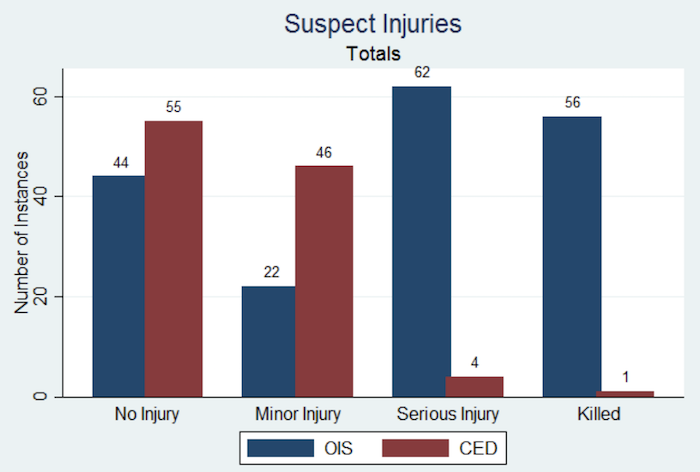 Suspect Injuries
Totals
Number of Instances
60
40
20
0
44
55
22
46
62
4
56
1
No Injury
Minor Injury
Serious Injury
Killed
OIS
CED